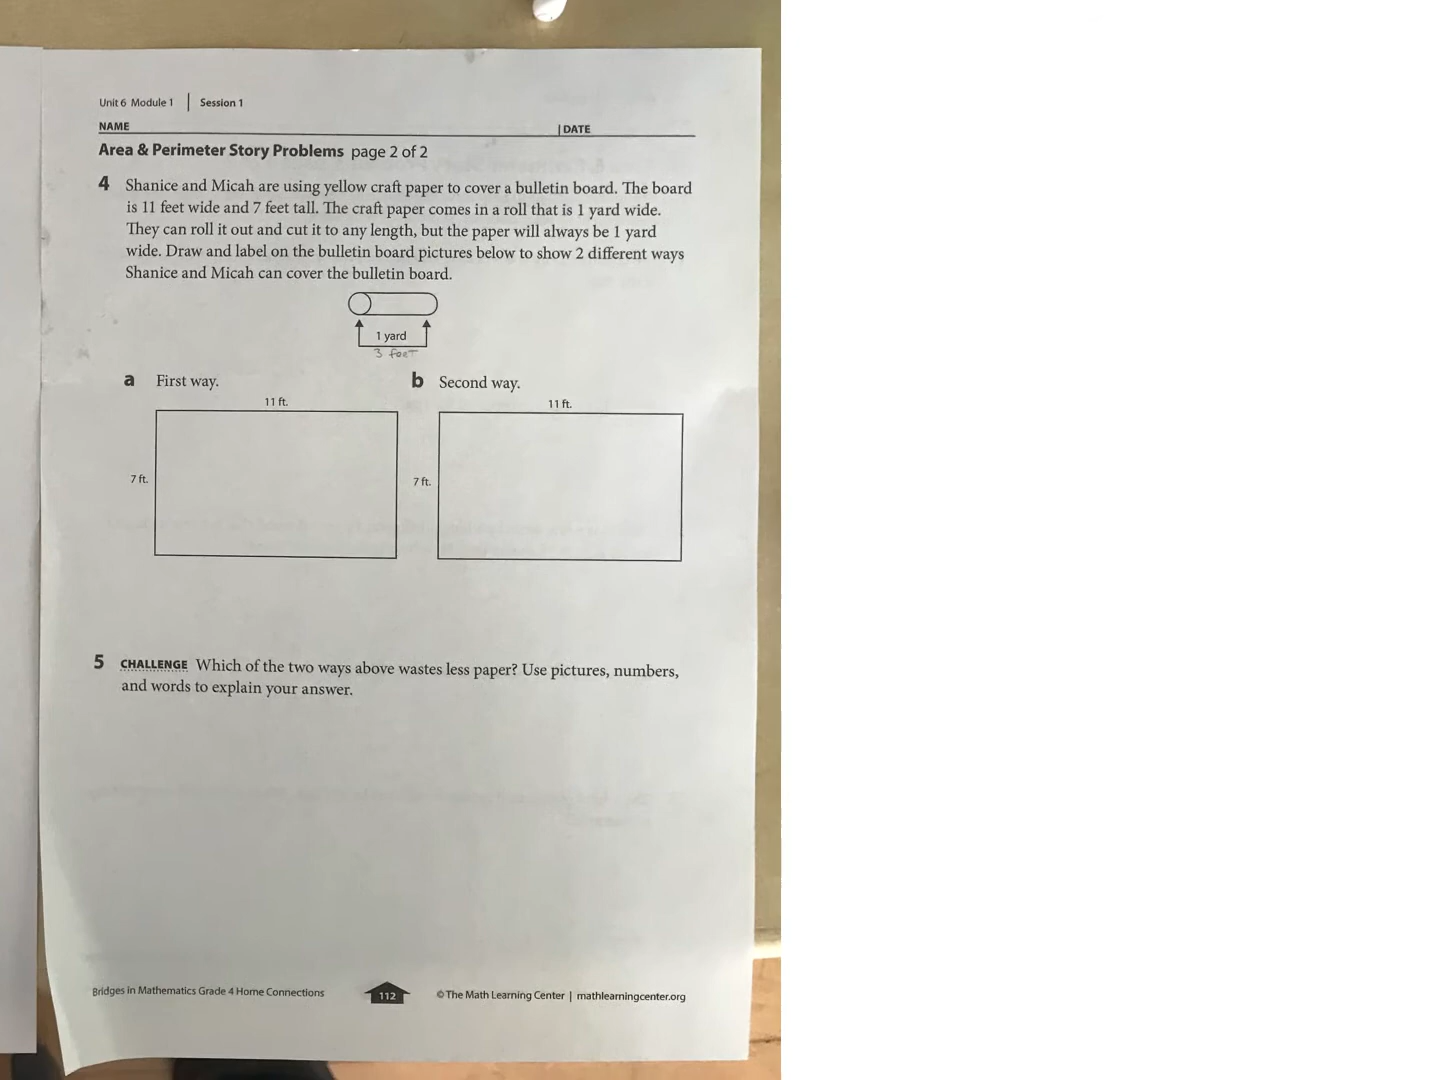 Unit 6 Module 1 | Session 1
NAME | DATE
Area & Perimeter Story Problems page 2 of 2
4 Shanice and Micah are using yellow craft paper to cover a bulletin board. The board
is 11 feet wide and 7 feet tall. The craft paper comes in a roll that is 1 yard wide.
They can roll it out and cut it to any length, but the paper will always be 1 yard
wide. Draw and label on the bulletin board pictures below to show 2 different ways
Shanice and Micah can cover the bulletin board.
1 yard
3 feet
a First way.
b Second way.
11 ft.
11 ft.
7 ft.
7 ft.
5 CHALLENGE Which of the two ways above wastes less paper? Use pictures, numbers,
and words to explain your answer.
Bridges in Mathematics Grade 4 Home Connections
112
© The Math Learning Center | mathlearningcenter.org